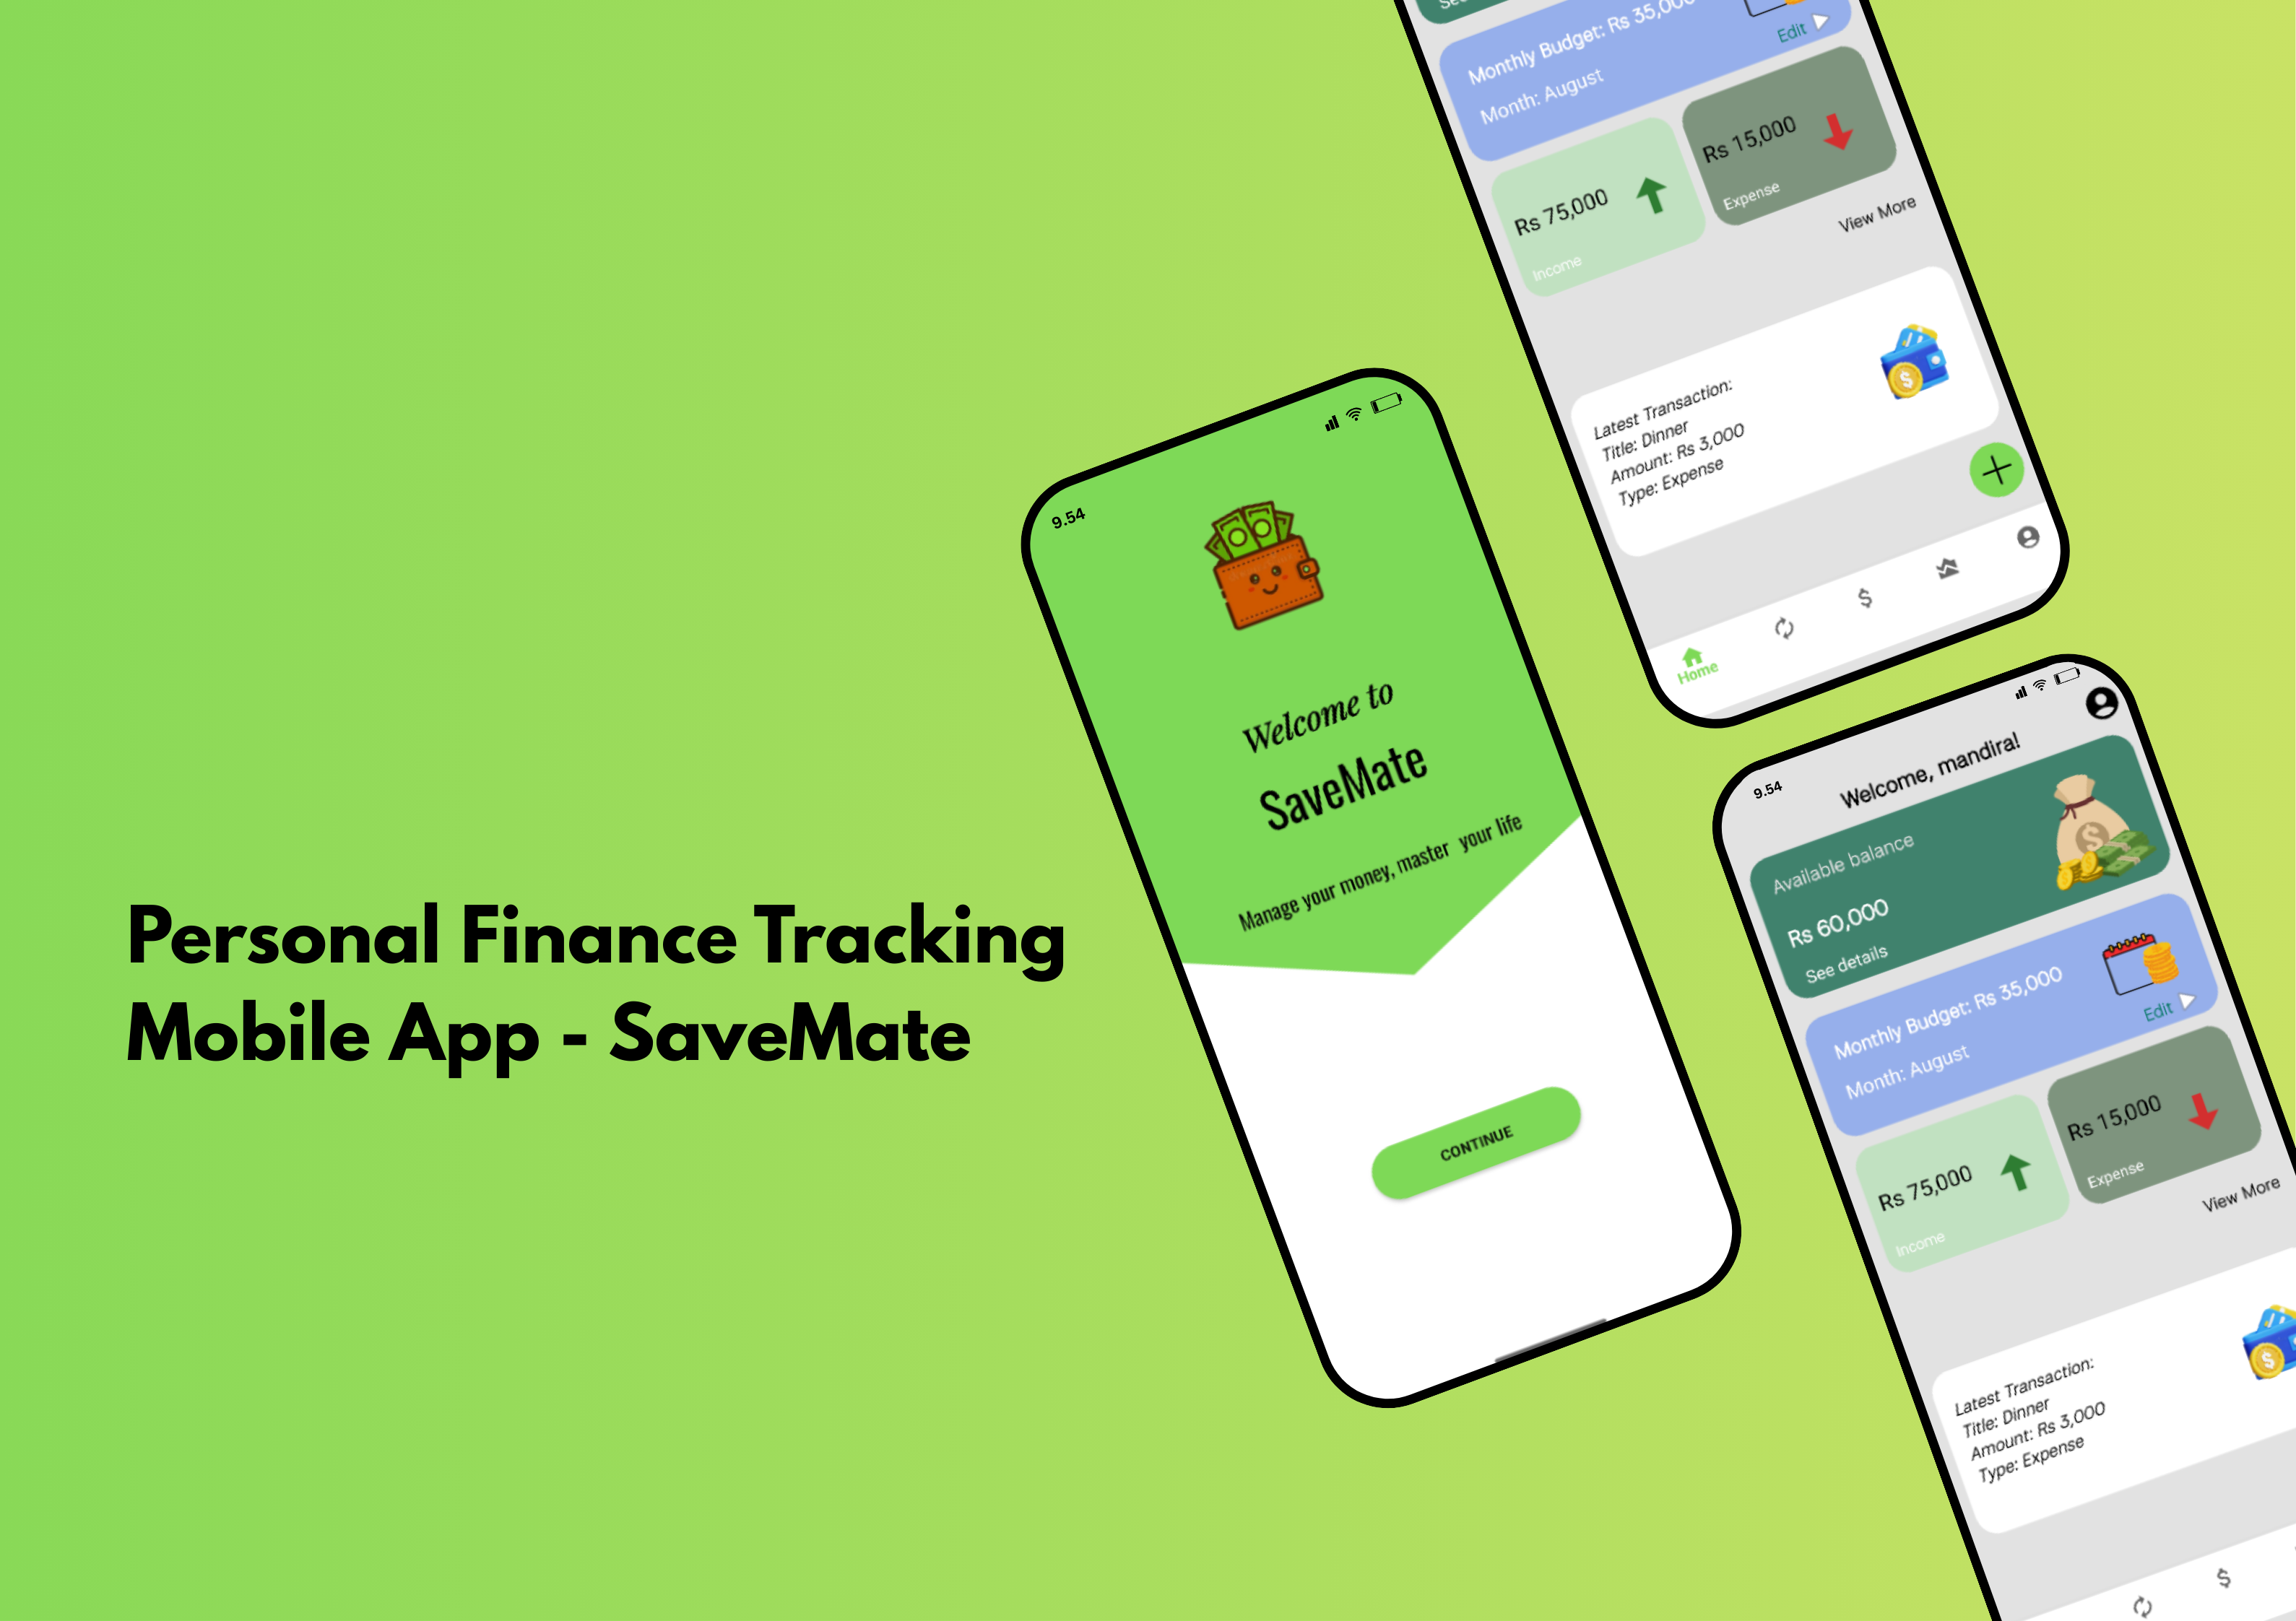 Personal Finance Tracking
Mobile App - SaveMate
9.54
Welcome to
SaveMate
Manage your money, master  your life
CONTINUE
Monthly Budget: Rs 35,000
Edit
Month: August
Rs 75,000
Income
Rs 15,000
Expense
View More
Latest Transaction:
Title: Dinner
Amount: Rs 3,000
Type: Expense
Home
9.54
Welcome, mandira!
Available balance
Rs 60,000
See details
Monthly Budget: Rs 35,000
Edit
Month: August
Rs 75,000
Income
Rs 15,000
Expense
View More
Latest Transaction:
Title: Dinner
Amount: Rs 3,000
Type: Expense